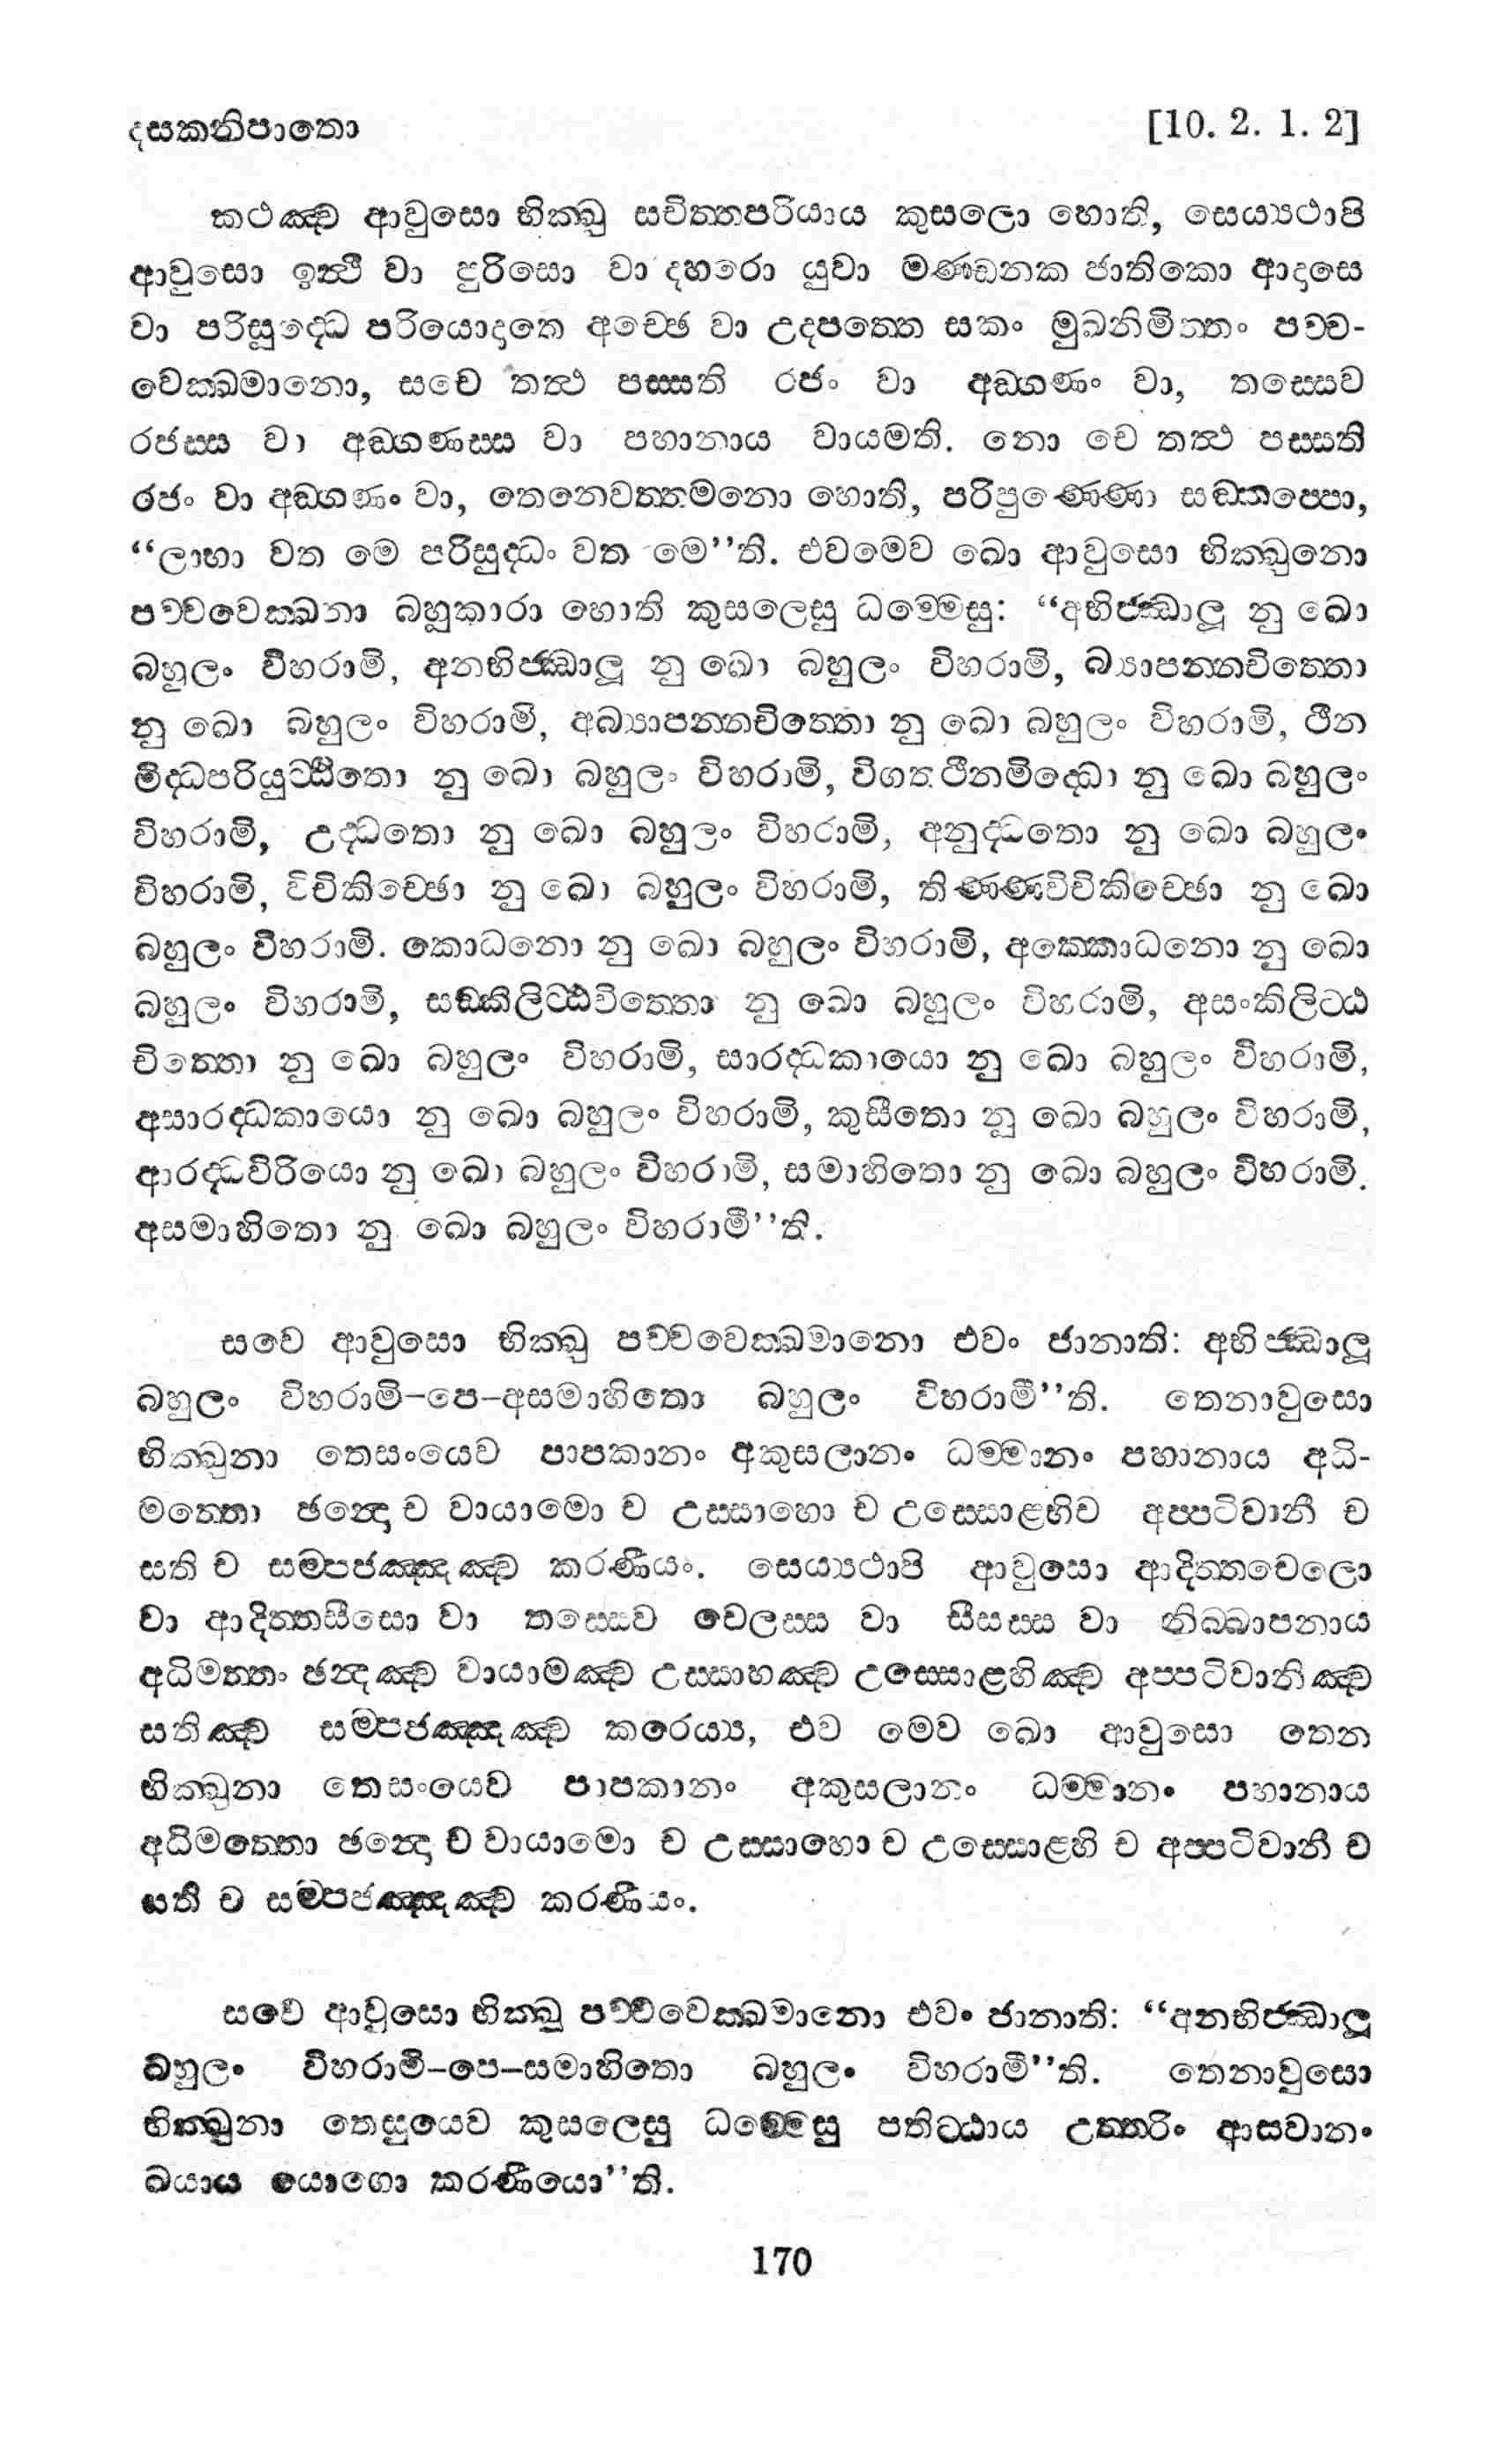 දසකනිපාතො [10. 2. 1. 2]
කථඤ්ච ආවුසො භික්ඛු සචිත්තපරියාය කුසලො හොති, සෙය්‍යථාපි
ආවුසො ඉත්ථි වා පුරිසො වා දහරො යුවා මණ්ඩනක ජාතිකො ආදාසෙ
වා පරිසුද්ධෙ පරියොදාතෙ අච්ඡෙ වා උදපත්තෙ සකං මුඛනිමිත්තං පච්ච-
වෙක්ඛමානො, සචෙ තත්ථ පස්සති රජං වා අඞ්ගණං වා, තස්සෙව
රජස්ස වා අඞ්ගණස්ස වා පහානාය වායමති. නො චෙ තත්ථ පස්සති
රජං වා අඞ්ගණං වා, තෙනෙවත්තමනො හොති, පරිපුණ්ණො සඞ්කප්පො,
“ලාභා වත මෙ පරිසුද්ධං වත මෙ”ති. එවමෙව ඛො ආවුසො භික්ඛුනො
පච්චවෙක්ඛනා බහූකාරා හොති කුසලෙසු ධම්මෙසු: “අභිජ්ඣාලූ නු ඛො
බහුලං විහරාමි, අනභිජ්ඣාලූ නු ඛො බහුලං විහරාමි, බ්‍යාපන්නචිත්තො
නු ඛො බහුලං විහරාමි, අබ්‍යාපන්නචිත්තො නු ඛො බහුලං විහරාමි, ථීන
මිද්ධපරියුට්ඨිතො නු ඛො බහුලං විහරාමි, විගත ථීනමිද්ධො නු ඛො බහුලං
විහරාමි, උද්ධතො නු ඛො බහුලං විහරාමි, අනුද්ධතො නු ඛො බහුලං
විහරාමි, විචිකිච්ඡො නු ඛො බහුලං විහරාමි, තිණ්ණවිචිකිච්ඡො නු ඛො
බහුලං විහරාමි. කොධනො නු ඛො බහුලං විහරාමි, අක්කොධනො නු ඛො
බහුලං විහරාමි, සඞ්කිලිට්ඨචිත්තො නු ඛො බහුලං විහරාමි, අසංකිලිට්ඨ
චිත්තො නු ඛො බහුලං විහරාමි, සාරද්ධකායො නු ඛො බහුලං විහරාමි,
අසාරද්ධකායො නු ඛො බහුලං විහරාමි, කුසීතො නූ ඛො බහුලං විහරාමි,
ආරද්ධවිරියො නු ඛො බහුලං විහරාමි, සමාහිතො නු ඛො බහුලං විහරාමි.
අසමාහිතො නු ඛො බහුලං විහරාමී”ති.
සචෙ ආවුසො භික්ඛු පච්චවෙක්ඛමානො එවං ජානාති: අභිජ්ඣාලූ
බහුලං විහරාමි–පෙ–අසමාහිතො බහුලං විහරාමී”ති. තෙනාවුසො
භික්ඛුනා තෙසංයෙව පාපකානං අකුසලානං ධම්මානං පහානාය අධි-
මත්තො ඡන්දො ච වායාමො ච උස්සාහො ච උස්සොළ්හිච අප්පටිවානී ච
සති ච සම්පජඤ්ඤඤ්ච කරණීයං. සෙය්‍යථාපි ආවුසො ආදිත්තචෙලො
වා ආදිත්තසීසො වා තස්සෙව චෙලස්ස වා සීසස්ස වා නිබ්බාපනාය
අධිමත්තං ඡන්දඤ්ච වායාමඤ්ච උස්සාහඤ්ච උස්සොළ්හිඤ්ච අප්පටිවානිඤ්ච
සතිඤ්ච සම්පජඤ්ඤඤ්ච කරෙය්‍ය, එව මෙව ඛො ආවුසො තෙන
භික්ඛුනා තෙසංයෙව පාපකානං අකුසලානං ධම්මානං පහානාය
අධිමත්තො ඡන්දො ච වායාමො ච උස්සාහො ච උස්සොළ්හි ච අප්පටිවානී ච
සති ච සම්පජඤ්ඤඤ්ච කරණීයං.
සචෙ ආවුසො භික්ඛු පච්චවෙක්ඛමානො එවං ජානාති: “අනභිජ්ඣාලූ
බහුලං විහරාමි–පෙ–සමාහිතො බහුලං විහරාමී”ති. තෙනාවුසො
භික්ඛුනා තෙසුයෙව කුසලෙසු ධම්මෙසු පතිට්ඨාය උත්තරිං ආසවානං
ඛයාය යොගො කරණීයො”ති.
170